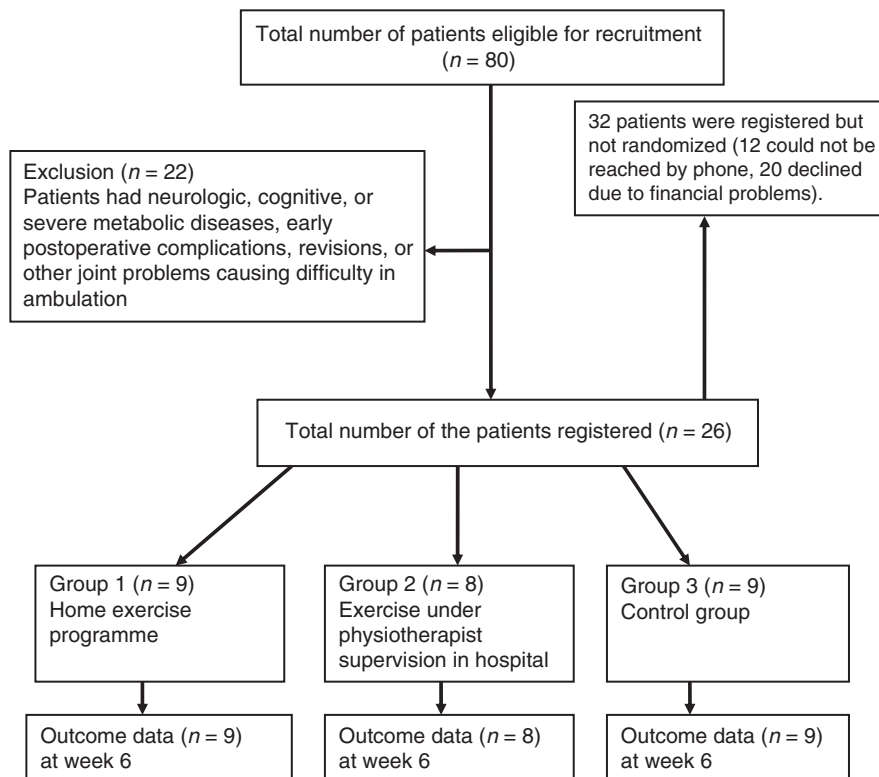 Total number of patients eligible for recruitment
(n = 80)
32 patients were registered but
not randomized (12 could not be
reached by phone, 20 declined
due to financial problems).
Exclusion (n = 22)
Patients had neurologic, cognitive, or
severe metabolic diseases, early
postoperative complications, revisions, or
other joint problems causing difficulty in
ambulation
Total number of the patients registered (n = 26)
Group 1 (n = 9)
Home exercise
programme
Group 2 (n = 8)
Exercise under
physiotherapist
supervision in hospital
Group 3 (n = 9)
Control group
Outcome data (n = 9)
at week 6
Outcome data (n = 8)
at week 6
Outcome data (n = 9)
at week 6